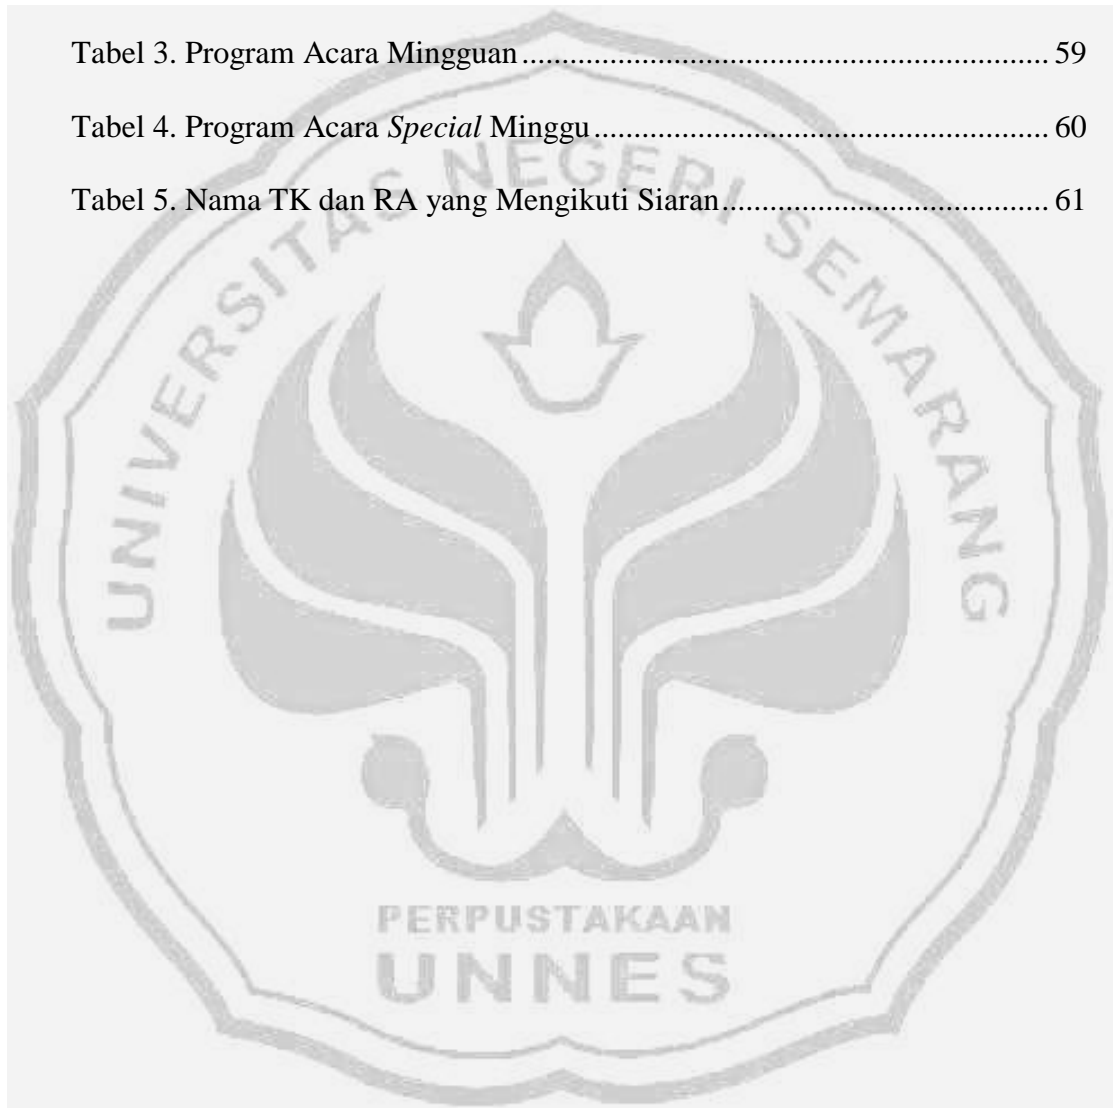 Tabel 3. Program Acara Mingguan ................................................................. 59
Tabel 4. Program Acara Special Minggu ........................................................ 60
Tabel 5. Nama TK dan RA yang Mengikuti Siaran ........................................ 61
UNIVERSITAS NEGERI SEMARANG
PERPUSTAKAAN
UNNES